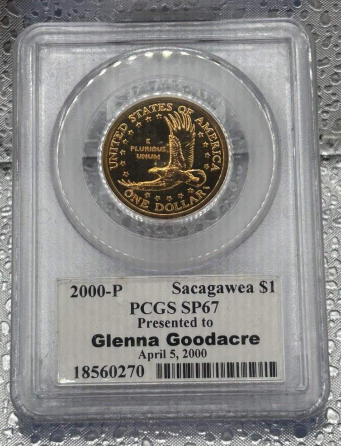 UNITED STATES OF AMERICA
E
PLURIBUS
UNUM
ONE DOLLAR
2000-P Sacagawea $1
PCGS SP67
Presented to
Glenna Goodacre
April 5, 2000
18560270